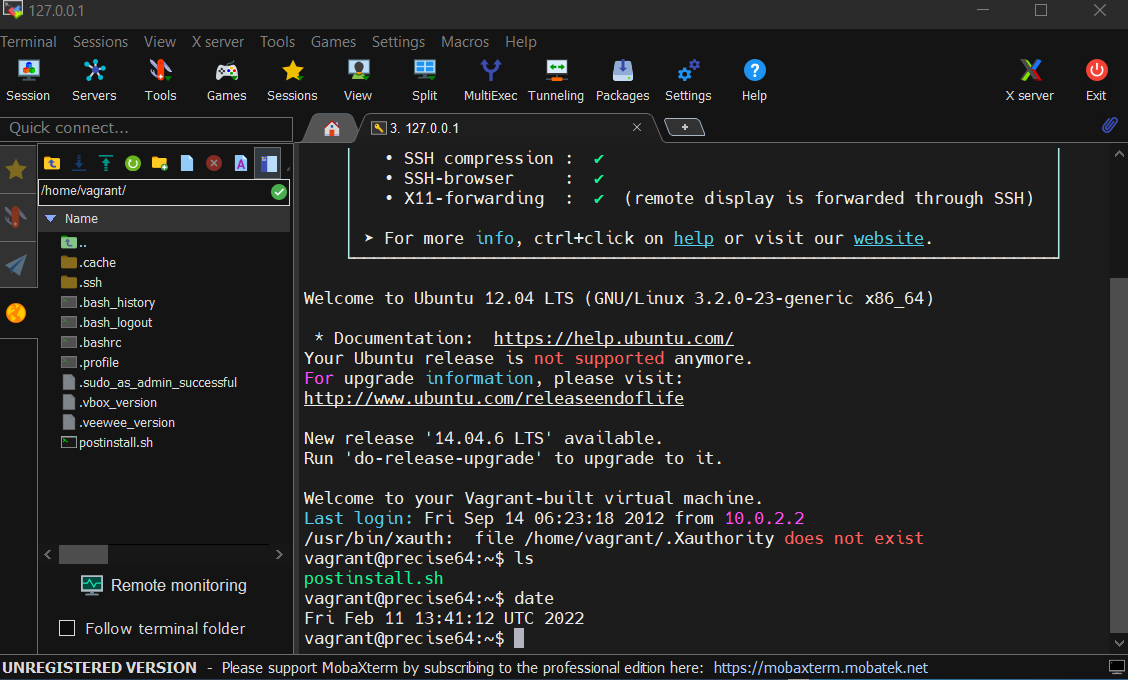 127.0.0.1
Terminal Sessions View X server Tools Games Settings Macros Help
Session Servers Tools Games Sessions View Split MultiExec Tunneling Packages Settings Help X server Exit
Quick connect...
3. 127.0.0.1
/home/vagrant/
Name
..
.cache
.ssh
.bash_history
.bash_logout
.bashrc
.profile
.sudo_as_admin_successful
.vbox_version
.veewee_version
postinstall.sh
Remote monitoring
Follow terminal folder
• SSH compression : ✔
• SSH-browser : ✔
• X11-forwarding : ✔ (remote display is forwarded through SSH)
➤ For more info, ctrl+click on help or visit our website.
Welcome to Ubuntu 12.04 LTS (GNU/Linux 3.2.0-23-generic x86_64)
* Documentation: https://help.ubuntu.com/
Your Ubuntu release is not supported anymore.
For upgrade information, please visit:
http://www.ubuntu.com/releaseendoflife
New release '14.04.6 LTS' available.
Run 'do-release-upgrade' to upgrade to it.
Welcome to your Vagrant-built virtual machine.
Last login: Fri Sep 14 06:23:18 2012 from 10.0.2.2
/usr/bin/xauth: file /home/vagrant/.Xauthority does not exist
vagrant@precise64:~$ ls
postinstall.sh
vagrant@precise64:~$ date
Fri Feb 11 13:41:12 UTC 2022
vagrant@precise64:~$
UNREGISTERED VERSION - Please support MobaXterm by subscribing to the professional edition here: https://mobaxterm.mobatek.net